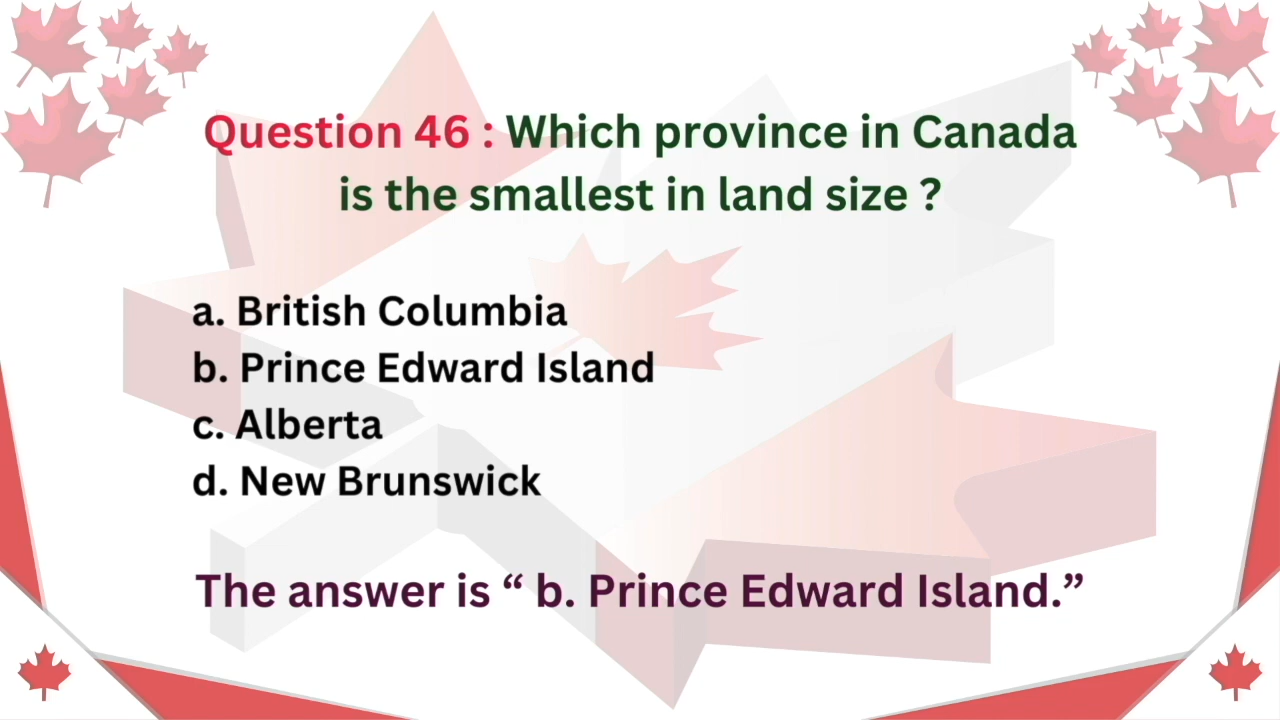 Question 46 : Which province in Canada
is the smallest in land size ?
a. British Columbia
b. Prince Edward Island
c. Alberta
d. New Brunswick
The answer is “ b. Prince Edward Island.”